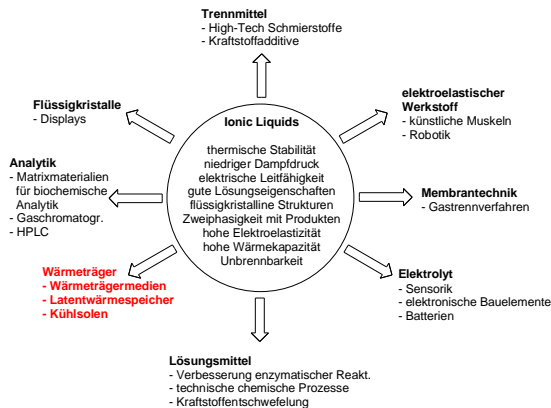 Trennmittel
- High-Tech Schmierstoffe
- Kraftstoffadditive
Flüssigkristalle
- Displays
elektroelastischer
Werkstoff
- künstliche Muskeln
- Robotik
Ionic Liquids
thermische Stabilität
niedriger Dampfdruck
elektrische Leitfähigkeit
gute Lösungseigenschaften
flüssigkristalline Strukturen
Zweiphasigkeit mit Produkten
hohe Elektroelastizität
hohe Wärmekapazität
Unbrennbarkeit
Analytik
- Matrixmaterialien
für biochemische
Analytik
- Gaschromatogr.
- HPLC
Membrantechnik
- Gastrennverfahren
Wärmeträger
- Wärmeträgermedien
- Latentwärmespeicher
- Kühlsolen
Elektrolyt
- Sensorik
- elektronische Bauelemente
- Batterien
Lösungsmittel
- Verbesserung enzymatischer Reakt.
- technische chemische Prozesse
- Kraftstoffentschwefelung